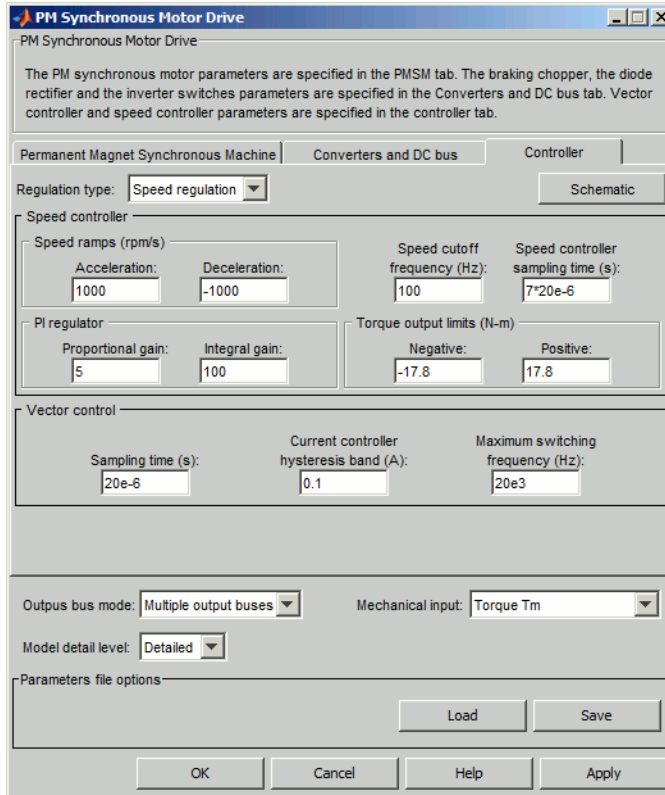 PM Synchronous Motor Drive
PM Synchronous Motor Drive
The PM synchronous motor parameters are specified in the PMSM tab. The braking chopper, the diode
rectifier and the inverter switches parameters are specified in the Converters and DC bus tab. Vector
controller and speed controller parameters are specified in the controller tab.
Permanent Magnet Synchronous Machine Converters and DC bus Controller
Regulation type: Speed regulation Schematic
Speed controller
Speed ramps (rpm/s)
Acceleration: Deceleration:
1000 -1000
Speed cutoff
frequency (Hz):
100
Speed controller
sampling time (s):
7*20e-6
PI regulator
Proportional gain: Integral gain:
5 100
Torque output limits (N-m)
Negative: Positive:
-17.8 17.8
Vector control
Sampling time (s):
20e-6
Current controller
hysteresis band (A):
0.1
Maximum switching
frequency (Hz):
20e3
Outpus bus mode: Multiple output buses Mechanical input: Torque Tm
Model detail level: Detailed
Parameters file options
Load Save
OK Cancel Help Apply